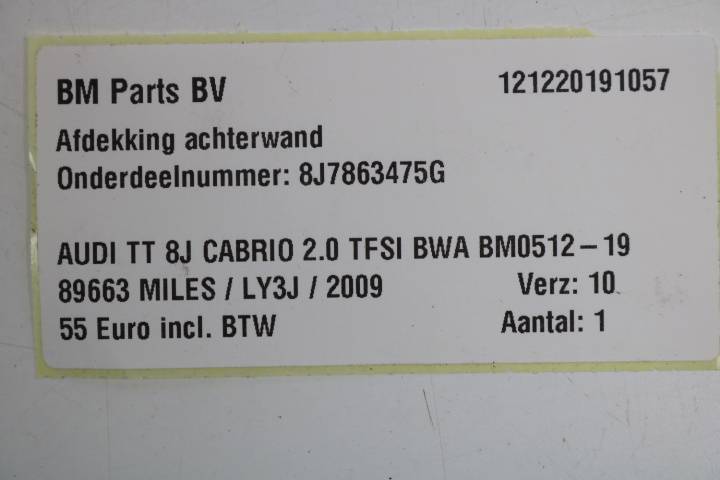 BM Parts BV 121220191057
Afdekking achterwand
Onderdeelnummer: 8J7863475G
AUDI TT 8J CABRIO 2.0 TFSI BWA BM0512-19
89663 MILES / LY3J / 2009 Verz: 10
55 Euro incl. BTW Aantal: 1